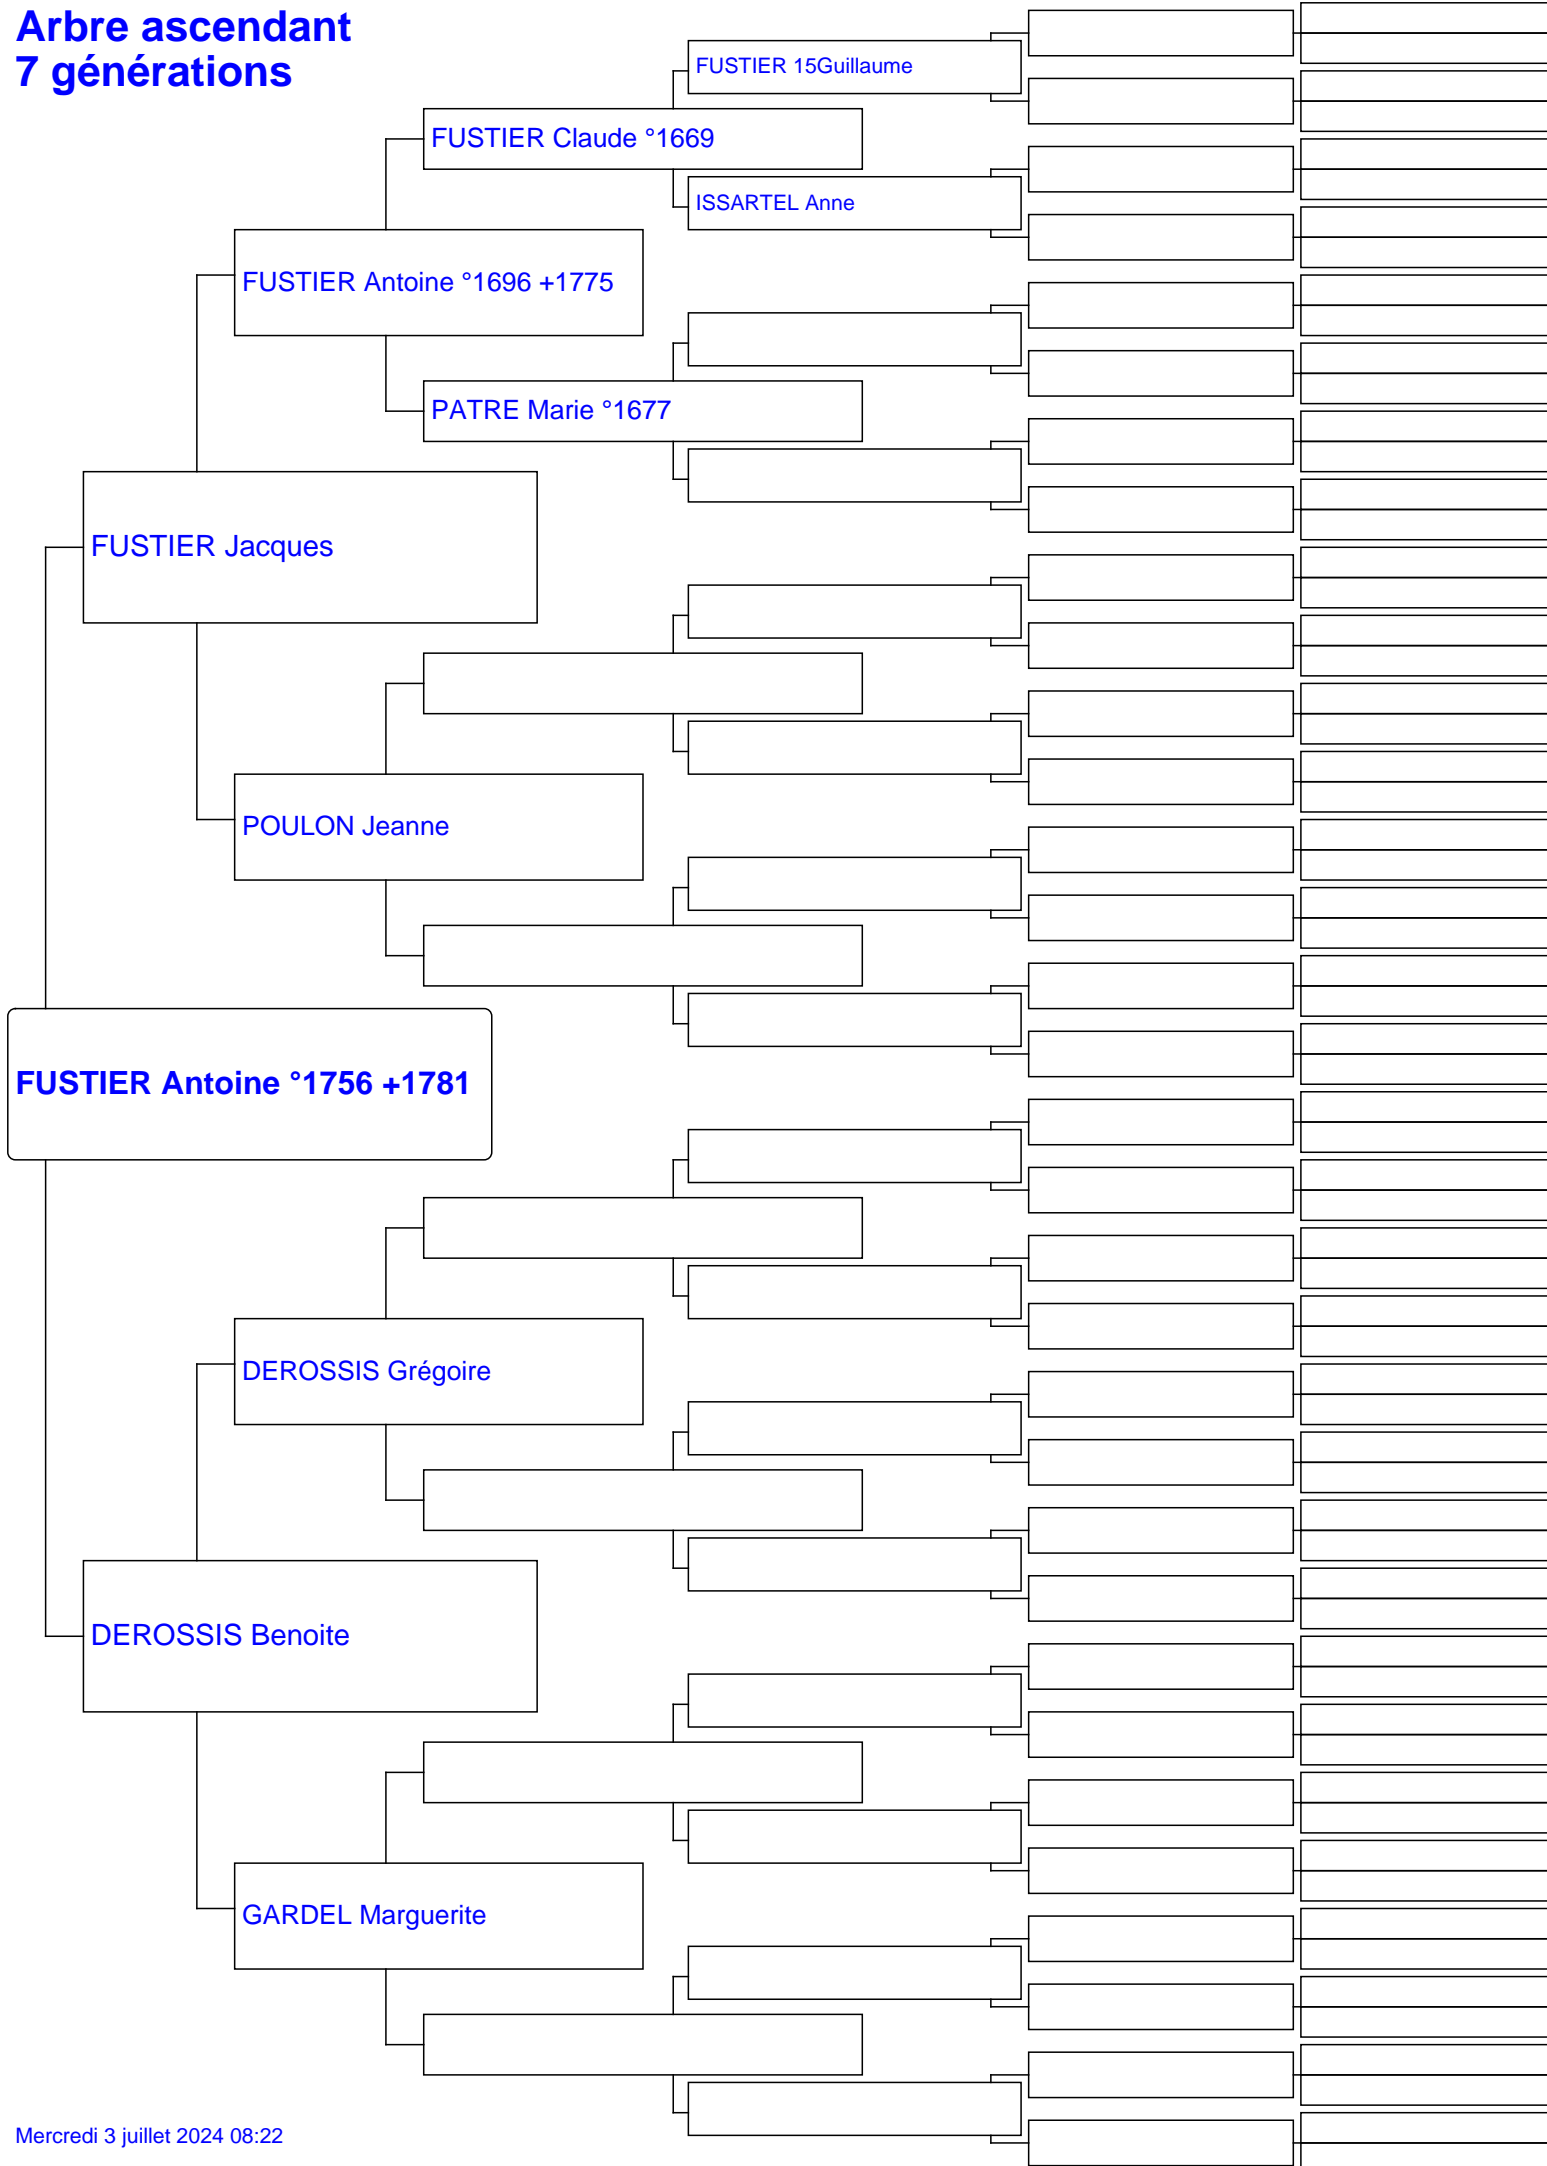 Arbre ascendant
7 générations
FUSTIER 15Guillaume
FUSTIER Claude °1669
ISSARTEL Anne
FUSTIER Antoine °1696 +1775
PATRE Marie °1677
FUSTIER Jacques
POULON Jeanne
FUSTIER Antoine °1756 +1781
DEROSSIS Grégoire
DEROSSIS Benoite
GARDEL Marguerite
Mercredi 3 juillet 2024 08:22